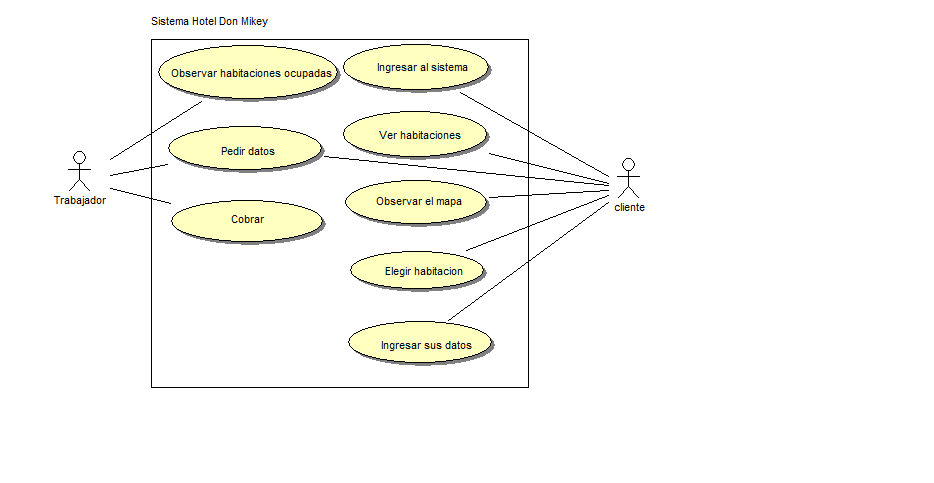 Sistema Hotel Don Mikey
Observar habitaciones ocupadas
Ingresar al sistema
Ver habitaciones
Pedir datos
Trabajador
Observar el mapa
cliente
Cobrar
Elegir habitacion
Ingresar sus datos